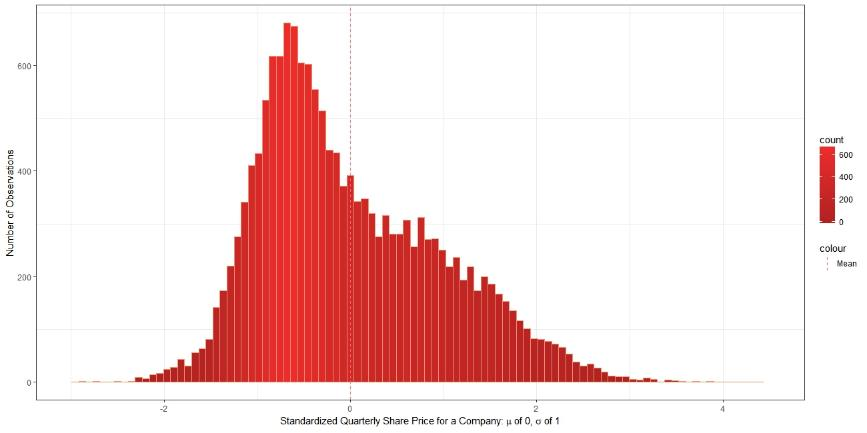 Number of Observations
600
400
200
0
-2
0
2
4
Standardized Quarterly Share Price for a Company: μ of 0, σ of 1
count
600
400
200
0
colour
Mean